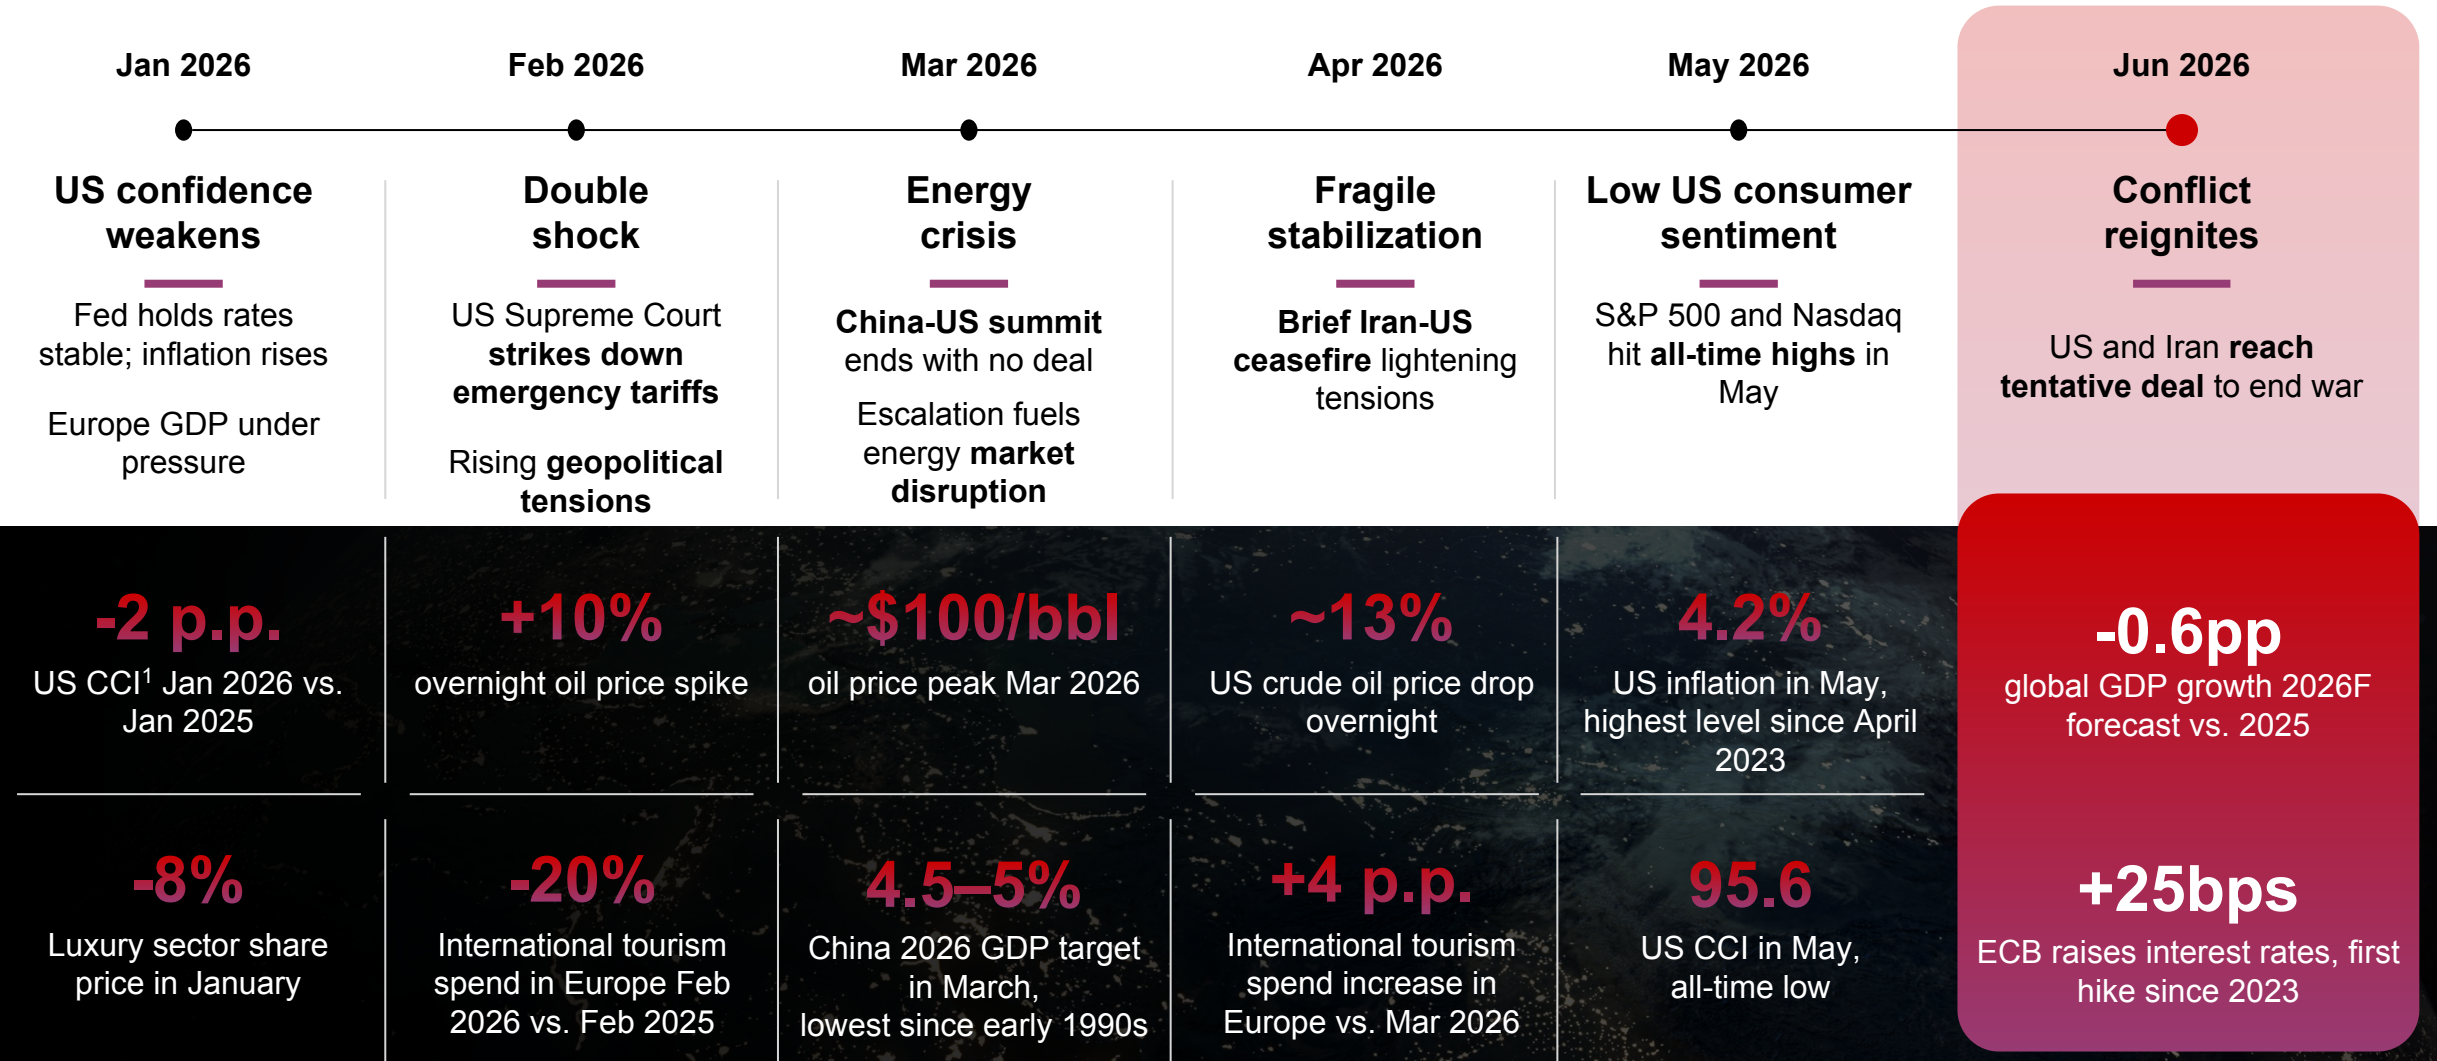 Jan 2026
Feb 2026
Mar 2026
Apr 2026
May 2026
Jun 2026
US confidence
weakens
Fed holds rates
stable; inflation rises
Europe GDP under
pressure
Double
shock
US Supreme Court
strikes down
emergency tariffs
Rising geopolitical
tensions
Energy
crisis
China-US summit
ends with no deal
Escalation fuels
energy market
disruption
Fragile
stabilization
Brief Iran-US
ceasefire lightening
tensions
Low US consumer
sentiment
S&P 500 and Nasdaq
hit all-time highs in
May
Conflict
reignites
US and Iran reach
tentative deal to end war
-2 p.p.
US CCI¹ Jan 2026 vs.
Jan 2025
+10%
overnight oil price spike
~$100/bbl
oil price peak Mar 2026
~13%
US crude oil price drop
overnight
4.2%
US inflation in May,
highest level since April
2023
-0.6pp
global GDP growth 2026F
forecast vs. 2025
-8%
Luxury sector share
price in January
-20%
International tourism
spend in Europe Feb
2026 vs. Feb 2025
4.5–5%
China 2026 GDP target
in March,
lowest since early 1990s
+4 p.p.
International tourism
spend increase in
Europe vs. Mar 2026
95.6
US CCI in May,
all-time low
+25bps
ECB raises interest rates, first
hike since 2023